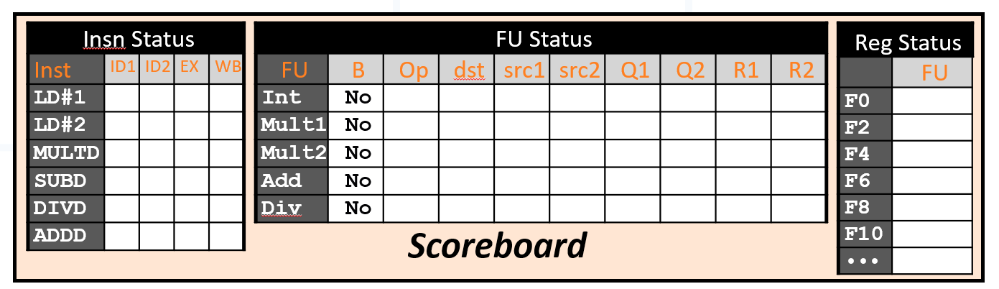 Insn Status
Inst ID1 ID2 EX WB
LD#1
LD#2
MULTD
SUBD
DIVD
ADDD
FU Status
FU B Op dst src1 src2 Q1 Q2 R1 R2
Int No
Mult1 No
Mult2 No
Add No
Div No
Reg Status
FU
F0
F2
F4
F6
F8
F10
•••
Scoreboard